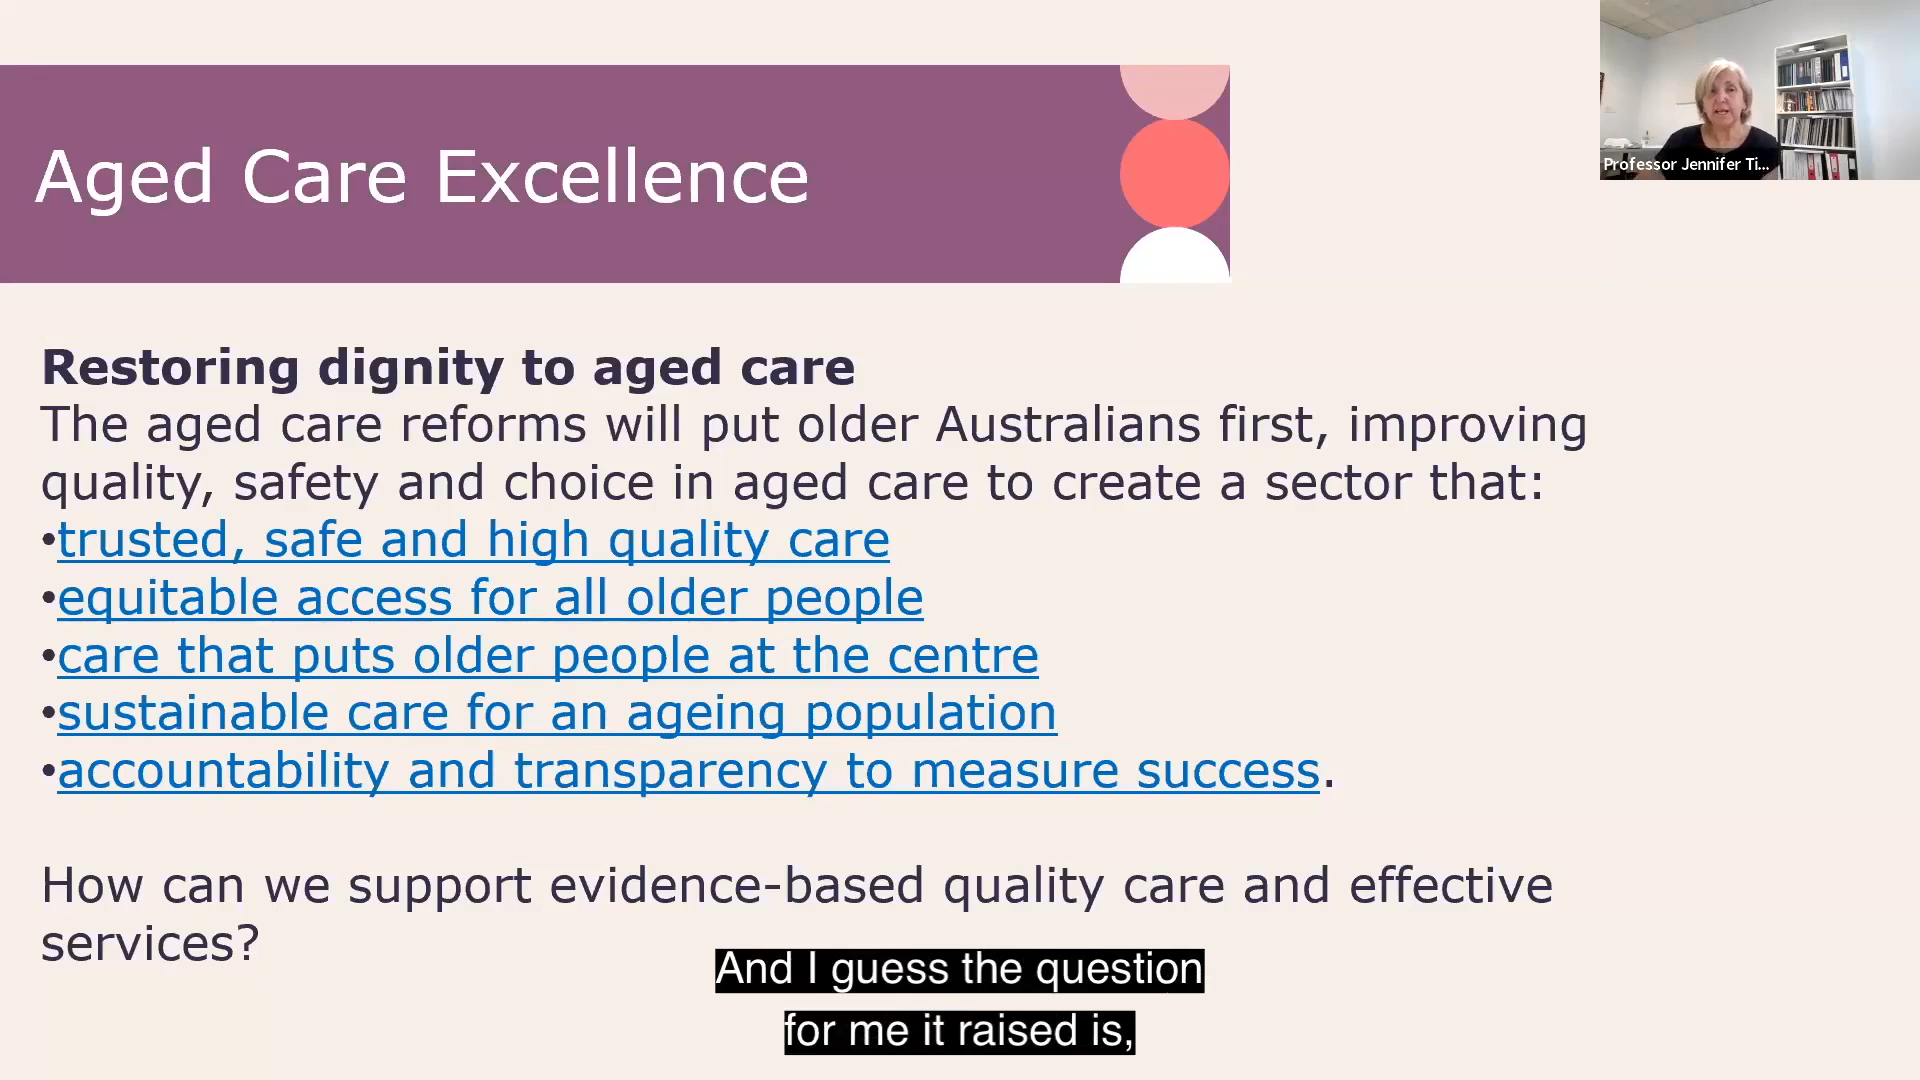 Aged Care Excellence
Professor Jennifer Ti...
Restoring dignity to aged care
The aged care reforms will put older Australians first, improving
quality, safety and choice in aged care to create a sector that:
•trusted, safe and high quality care
•equitable access for all older people
•care that puts older people at the centre
•sustainable care for an ageing population
•accountability and transparency to measure success.
How can we support evidence-based quality care and effective
services?
And I guess the question
for me it raised is,